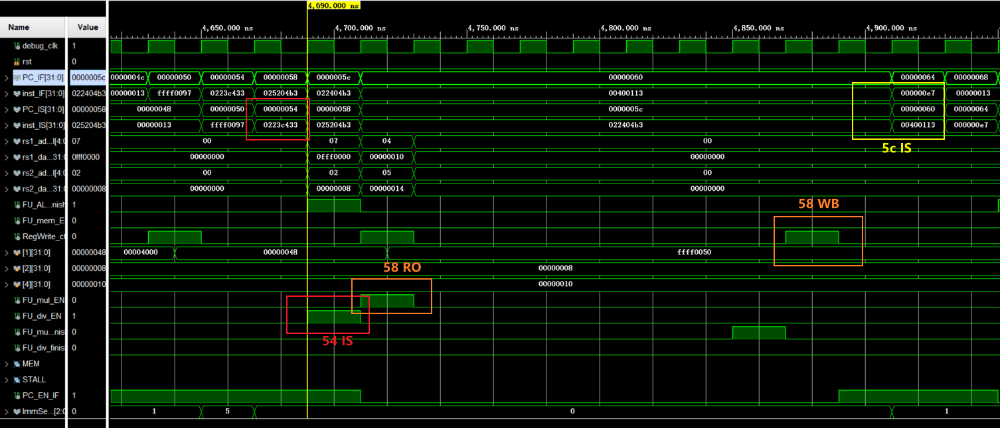 4,690.000 ns
Name Value
4,650.000 ns 4,700.000 ns 4,750.000 ns 4,800.000 ns 4,850.000 ns 4,900.000 ns
debug_clk 1
rst 0
PC_IF[31:0] 0000005c 0000004c 00000050 00000054 00000058 0000005c 00000060 00000064 00000068
inst_IF[31:0] 022404b3 00000013 ffff0097 0223c433 025204b3 022404b3 00400113 000000e7 00000013
PC_IS[31:0] 00000058 00000048 00000050 00000054 00000058 0000005c 00000060 00000064
inst_IS[31:0] 025204b3 00000013 ffff0097 0223c433 025204b3 022404b3 00400113 000000e7
rs1_ad...l[4:0 07 00 07 04 00
5c IS
rs1_da...31:0 0fff0000 00000000 0fff0000 00000010 00000000
rs2_ad...l[4:0 02 00 02 05 00
rs2_da...31:0 00000008 00000000 00000008 00000014 00000000
FU_AL...nish 1
58 WB
FU_mem_E 0
RegWrite_ct 0
[1][31:0] 00000048 00004000 00000048 ffff0050
[2][31:0] 00000008 00000008
58 RO
[4][31:0] 00000010 00000010
FU_mul_EN 0
FU_div_EN 1
FU_mu...nis 0
54 IS
FU_div_finis 0
MEM
STALL
PC_EN_IF 1
ImmSe...[2:0 0 1 5 0 1